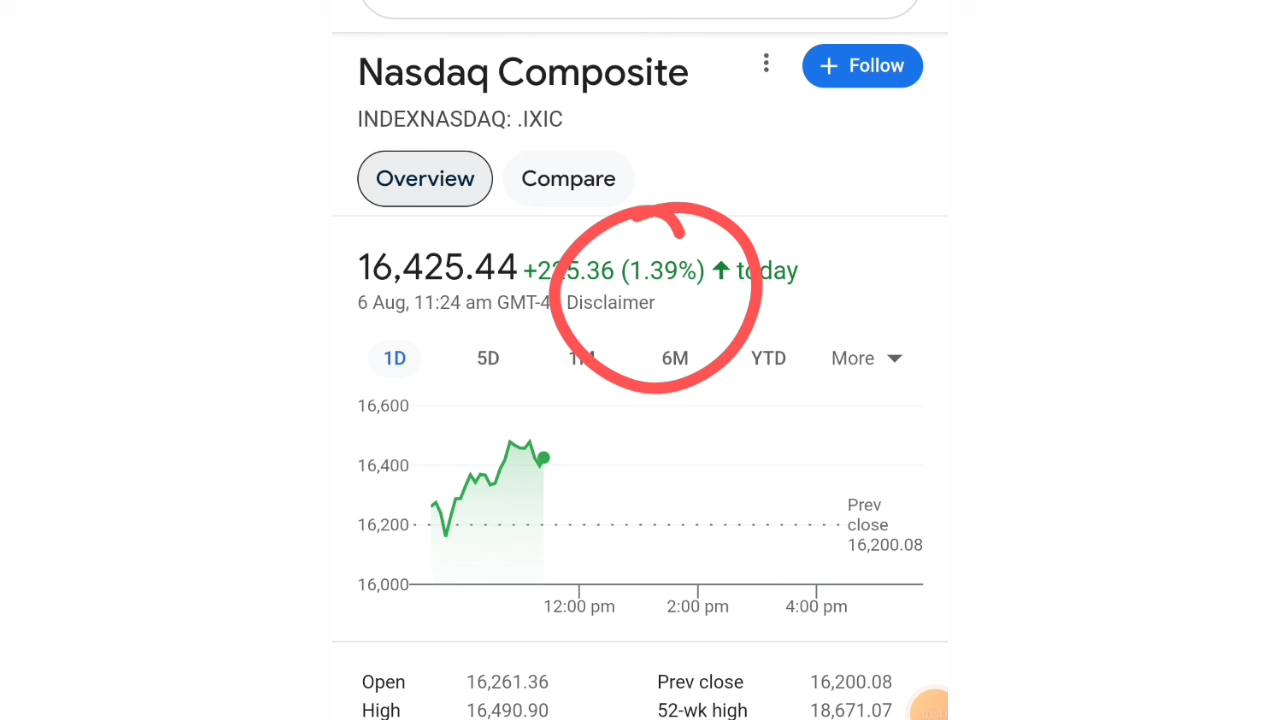 Nasdaq Composite
+ Follow
INDEXNASDAQ: .IXIC
Overview
Compare
16,425.44 +225.36 (1.39%) ↑ today
6 Aug, 11:24 am GMT-4 Disclaimer
1D 5D 1M 6M YTD More
16,600
16,400
16,200
16,000
Prev
close
16,200.08
12:00 pm 2:00 pm 4:00 pm
Open 16,261.36 Prev close 16,200.08
High 16,490.90 52-wk high 18,671.07